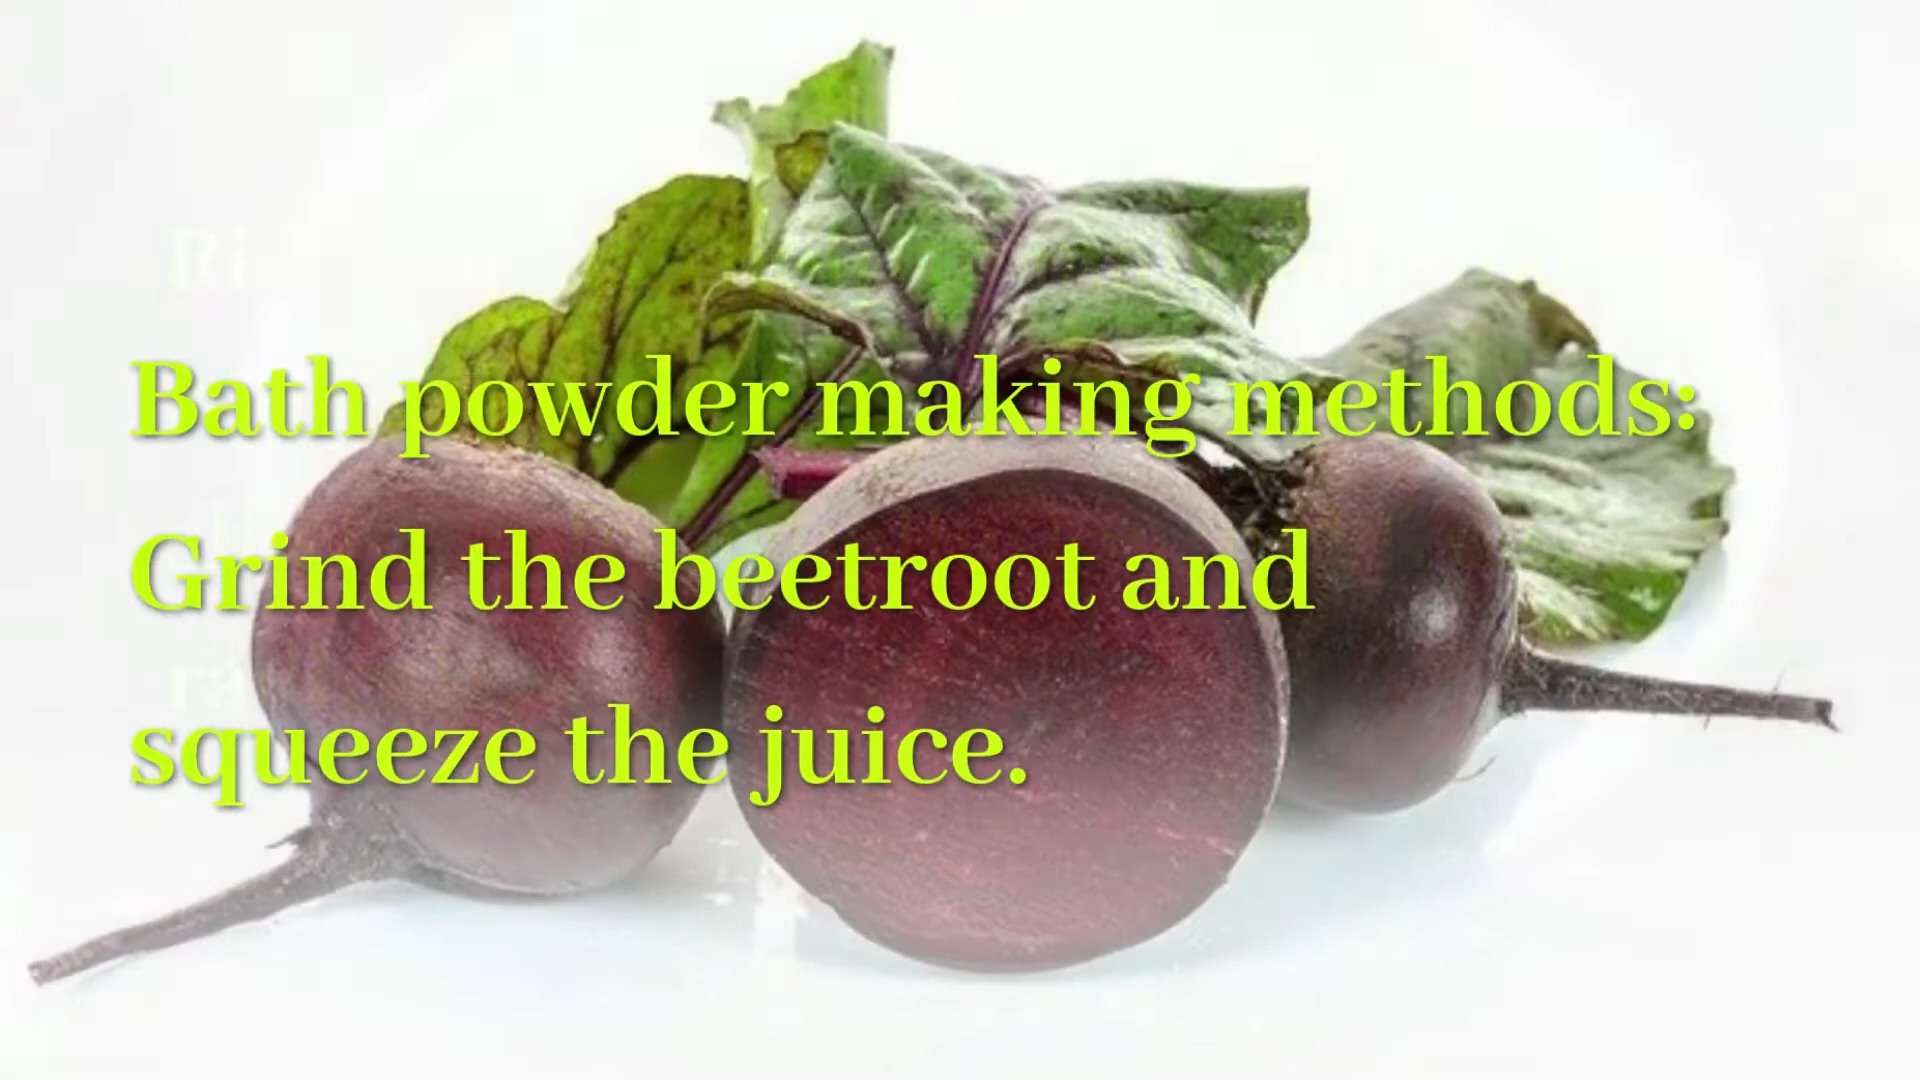 Bath powder making methods:
Grind the beetroot and
squeeze the juice.